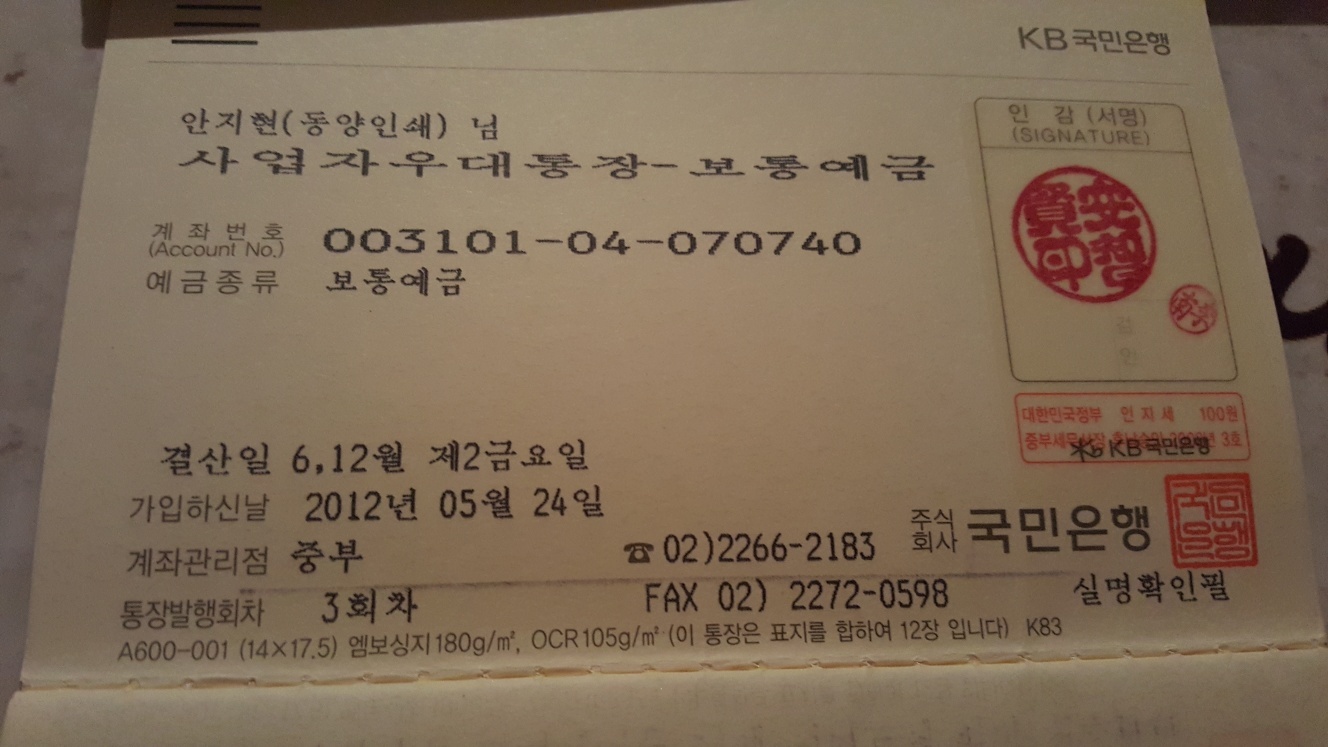 KB국민은행
안지현(동양인쇄) 님
사업자우대통장-보통예금
인 감 (서명)
(SIGNATURE)
계좌번호
(Account No.)
003101-04-070740
예금종류 보통예금
대한민국정부 인지세 100원
중부세무서장 3호
KB국민은행
결산일 6,12월 제2금요일
가입하신날 2012년 05월 24일
계좌관리점 중부 ☎02)2266-2183
주식회사 국민은행
통장발행회차 3회차 FAX 02) 2272-0598
실명확인필
A600-001 (14×17.5) 엠보싱지180g/㎡, OCR105g/㎡ (이 통장은 표지를 합하여 12장 입니다) K83